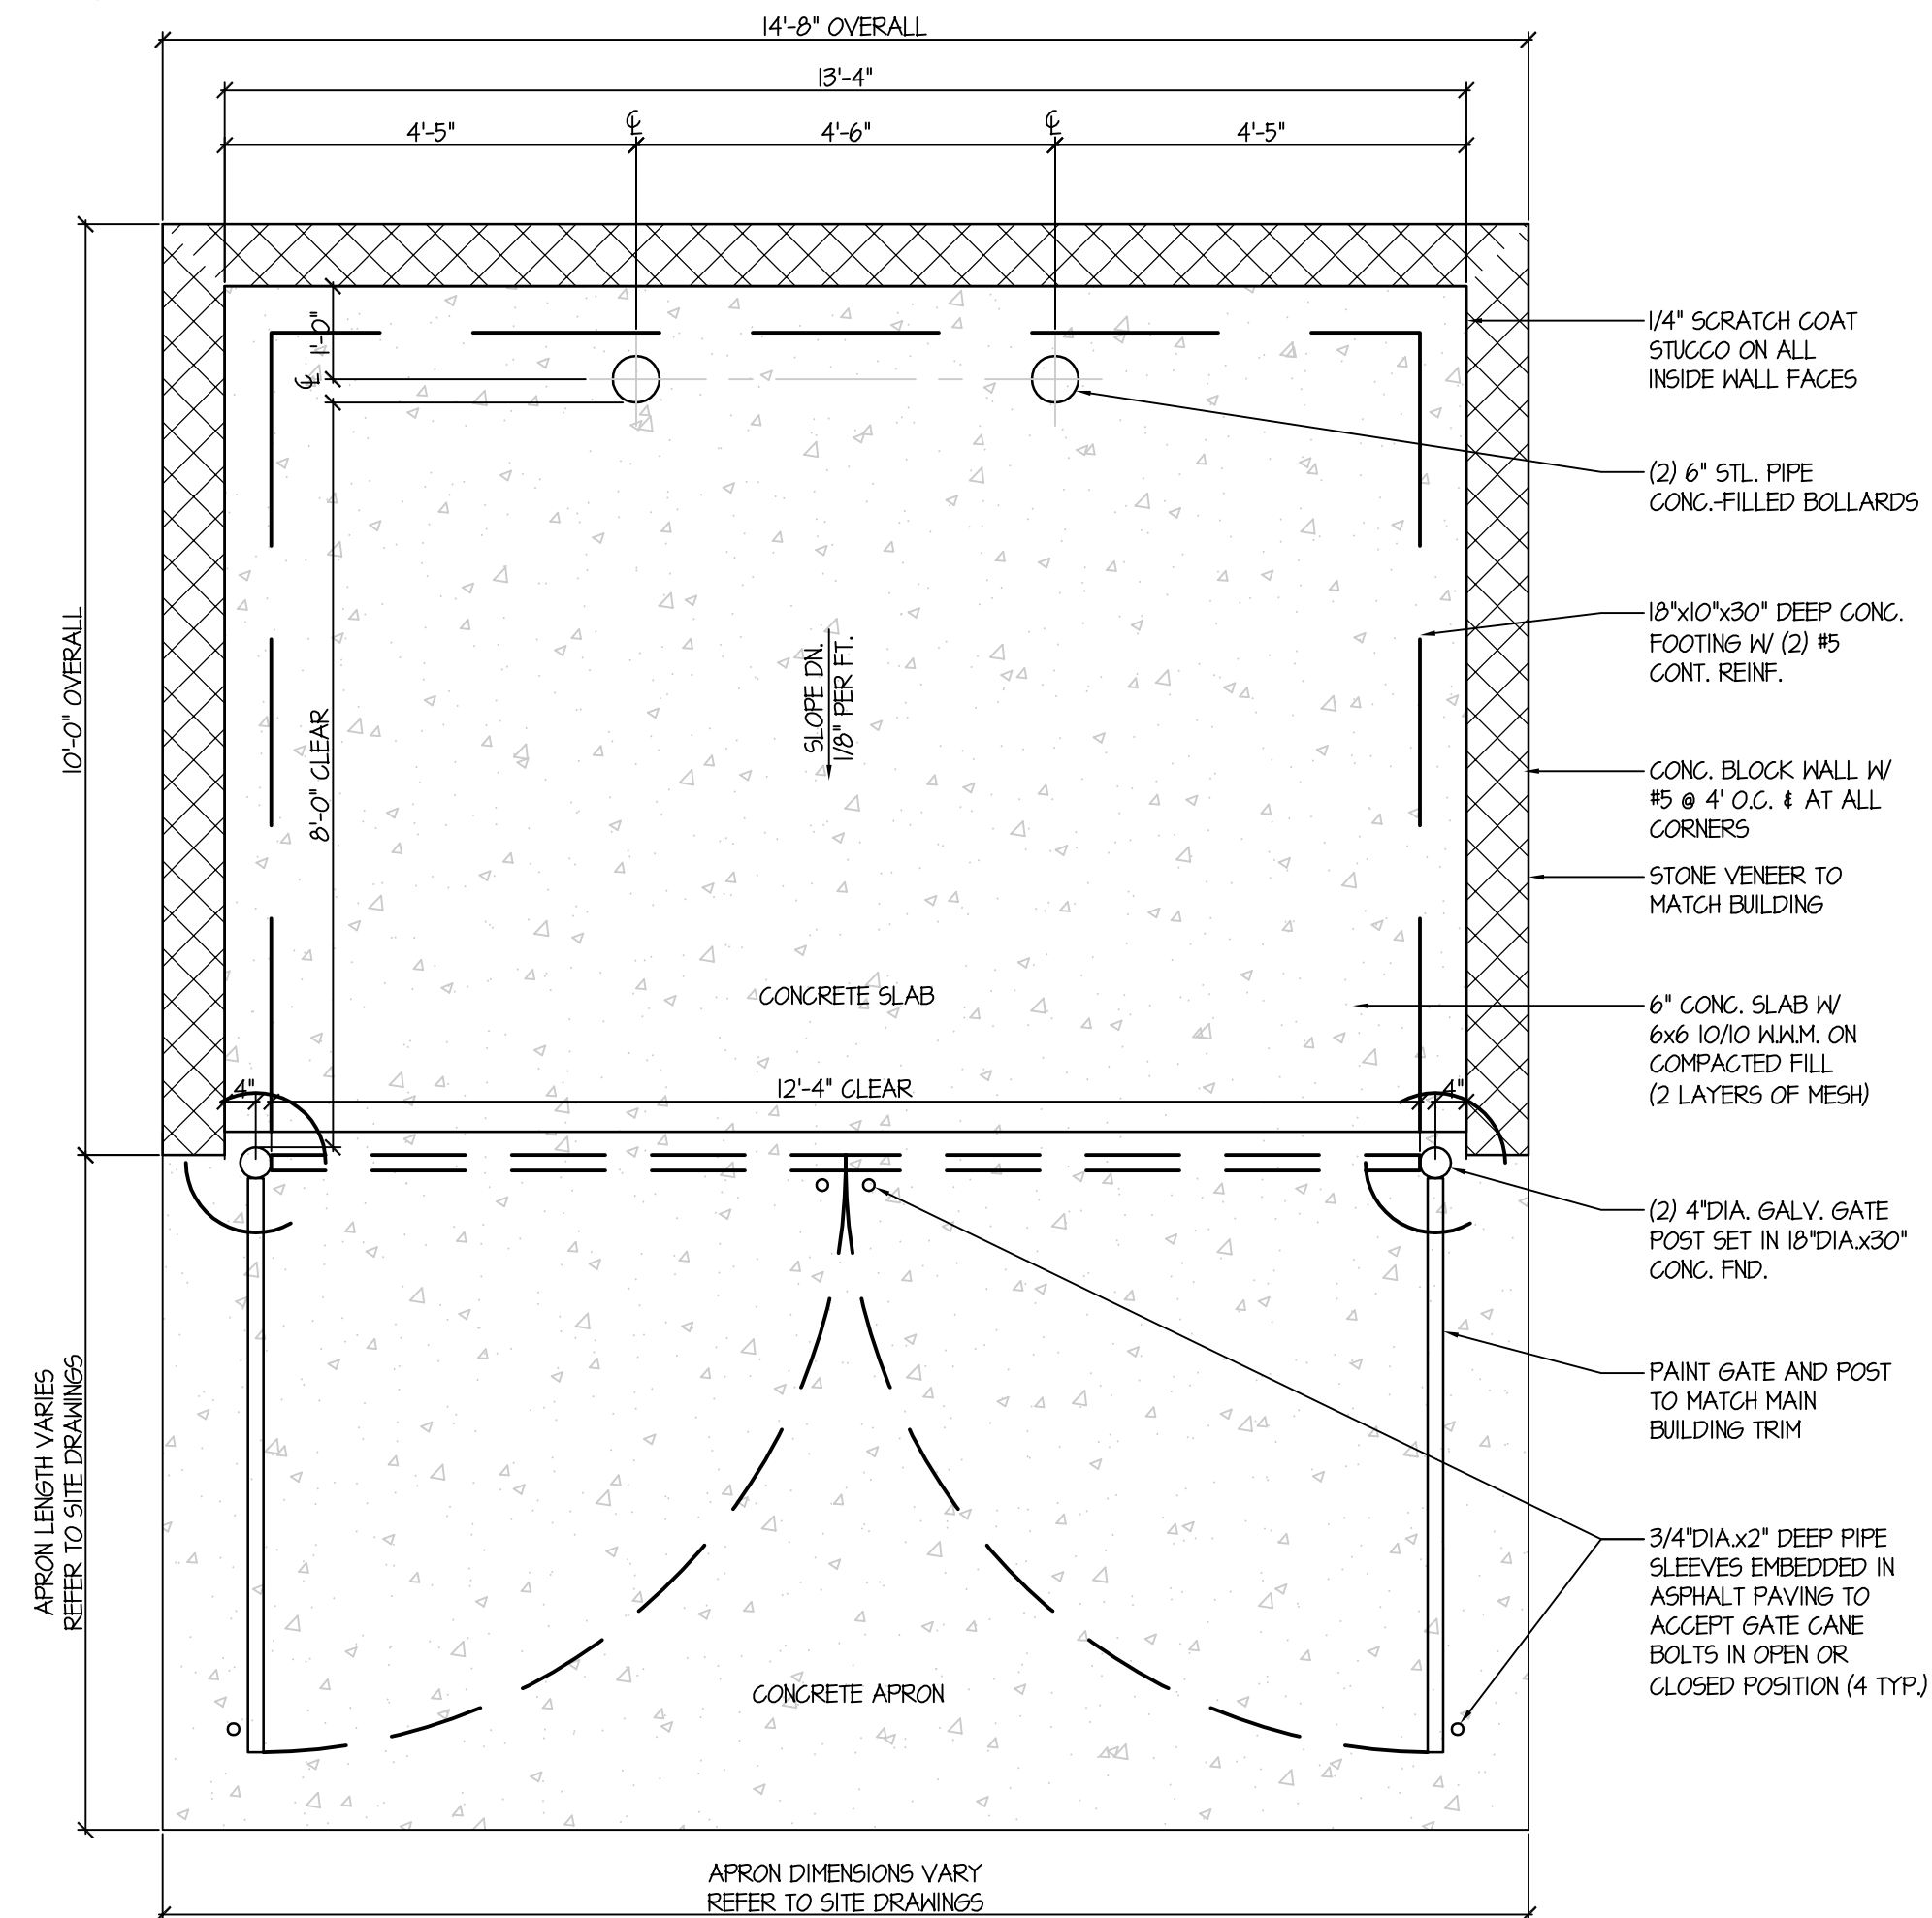 14'-8" OVERALL
13'-4"
4'-5"
℄
4'-6"
℄
4'-5"
℄ 1'-0"
10'-0" OVERALL
8'-0" CLEAR
SLOPE DN.
1/8" PER FT.
CONCRETE SLAB
4"
12'-4" CLEAR
4"
APRON LENGTH VARIES
REFER TO SITE DRAWINGS
CONCRETE APRON
APRON DIMENSIONS VARY
REFER TO SITE DRAWINGS
1/4" SCRATCH COAT
STUCCO ON ALL
INSIDE WALL FACES
(2) 6" STL. PIPE
CONC.-FILLED BOLLARDS
18"x10"x30" DEEP CONC.
FOOTING W/ (2) #5
CONT. REINF.
CONC. BLOCK WALL W/
#5 @ 4' O.C. & AT ALL
CORNERS
STONE VENEER TO
MATCH BUILDING
6" CONC. SLAB W/
6x6 10/10 W.W.M. ON
COMPACTED FILL
(2 LAYERS OF MESH)
(2) 4"DIA. GALV. GATE
POST SET IN 18"DIA.x30"
CONC. FND.
PAINT GATE AND POST
TO MATCH MAIN
BUILDING TRIM
3/4"DIA.x2" DEEP PIPE
SLEEVES EMBEDDED IN
ASPHALT PAVING TO
ACCEPT GATE CANE
BOLTS IN OPEN OR
CLOSED POSITION (4 TYP.)